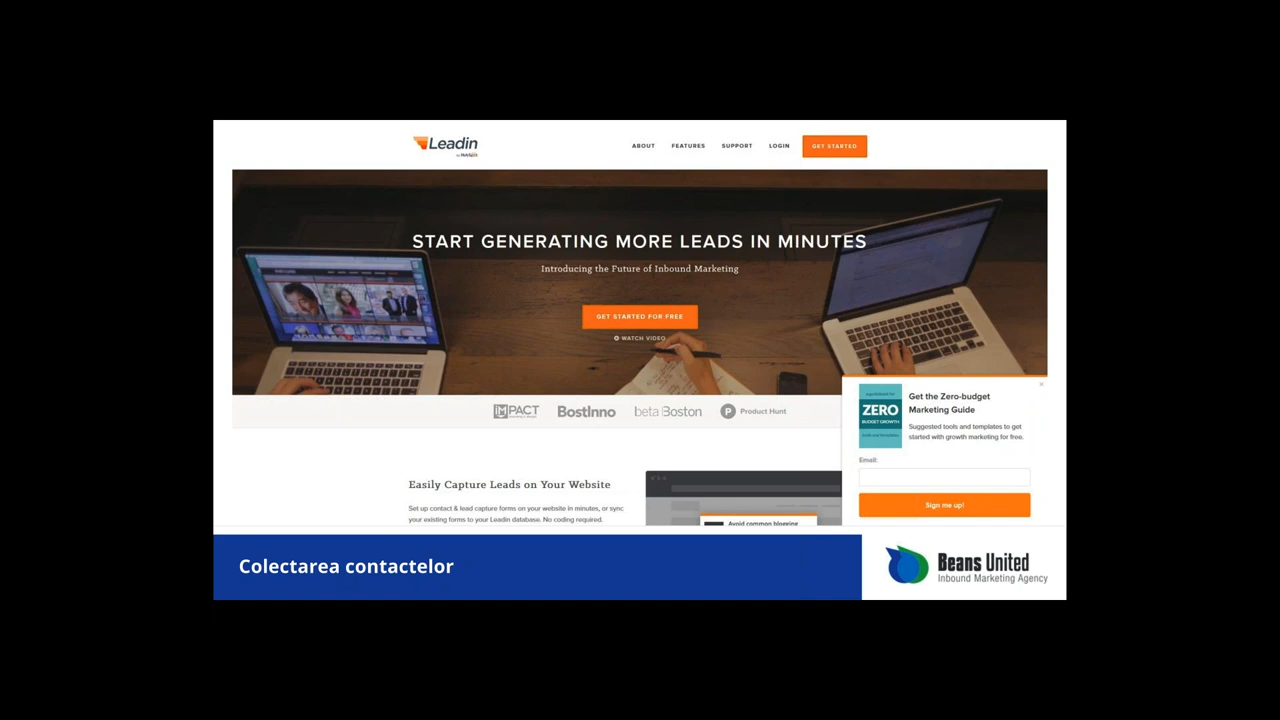 Leadin
by HubSpot
ABOUT FEATURES SUPPORT LOGIN GET STARTED
START GENERATING MORE LEADS IN MINUTES
Introducing the Future of Inbound Marketing
GET STARTED FOR FREE
WATCH VIDEO
IMPACT BostInno beta Boston P Product Hunt
Get the Zero-budget
Marketing Guide
ZERO
BUDGET GROWTH
Suggested tools and templates to get
started with growth marketing for free.
Email:
Sign me up!
Easily Capture Leads on Your Website
Set up contact & lead capture forms on your website in minutes, or sync
your existing forms to your Leadin database. No coding required.
Avoid common blogging
Colectarea contactelor
Beans United
Inbound Marketing Agency